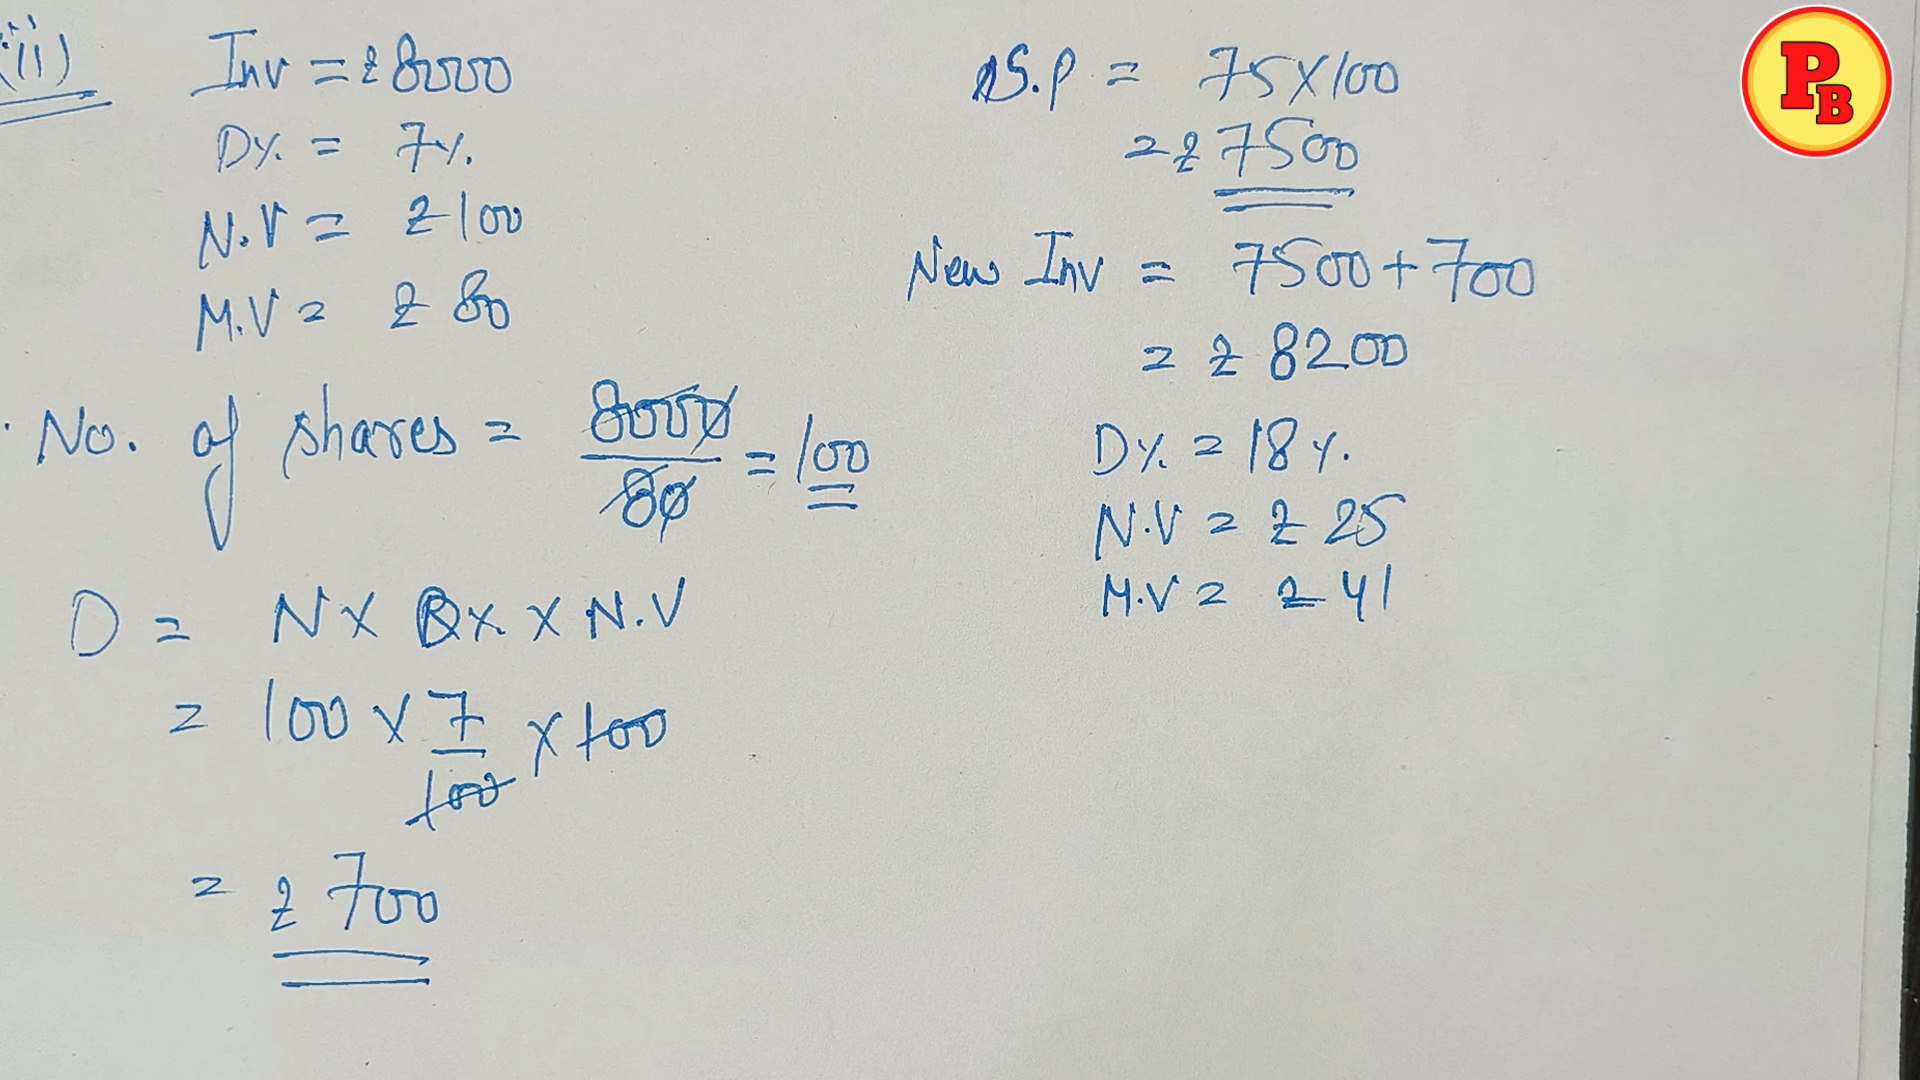 (ii)
Inv = ₹ 8000
D% = 7%
N.V = ₹ 100
M.V = ₹ 80
No. of shares = 8000/80 = 100
D = N × D% × N.V
= 100 × 7/100 × 100
= ₹ 700
S.P = 75 × 100
= ₹ 7500
New Inv = 7500 + 700
= ₹ 8200
D% = 18%
N.V = ₹ 25
M.V = ₹ 41
PB